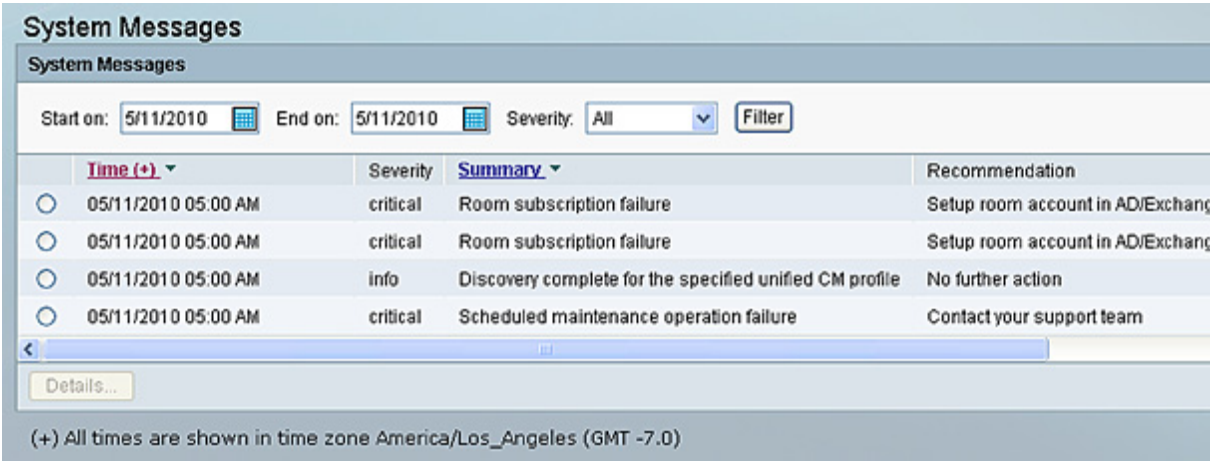 System Messages
System Messages
Start on: 5/11/2010 End on: 5/11/2010 Severity: All Filter
Time (+) Severity Summary Recommendation
05/11/2010 05:00 AM critical Room subscription failure Setup room account in AD/Exchang
05/11/2010 05:00 AM critical Room subscription failure Setup room account in AD/Exchang
05/11/2010 05:00 AM info Discovery complete for the specified unified CM profile No further action
05/11/2010 05:00 AM critical Scheduled maintenance operation failure Contact your support team
Details...
(+) All times are shown in time zone America/Los_Angeles (GMT -7.0)